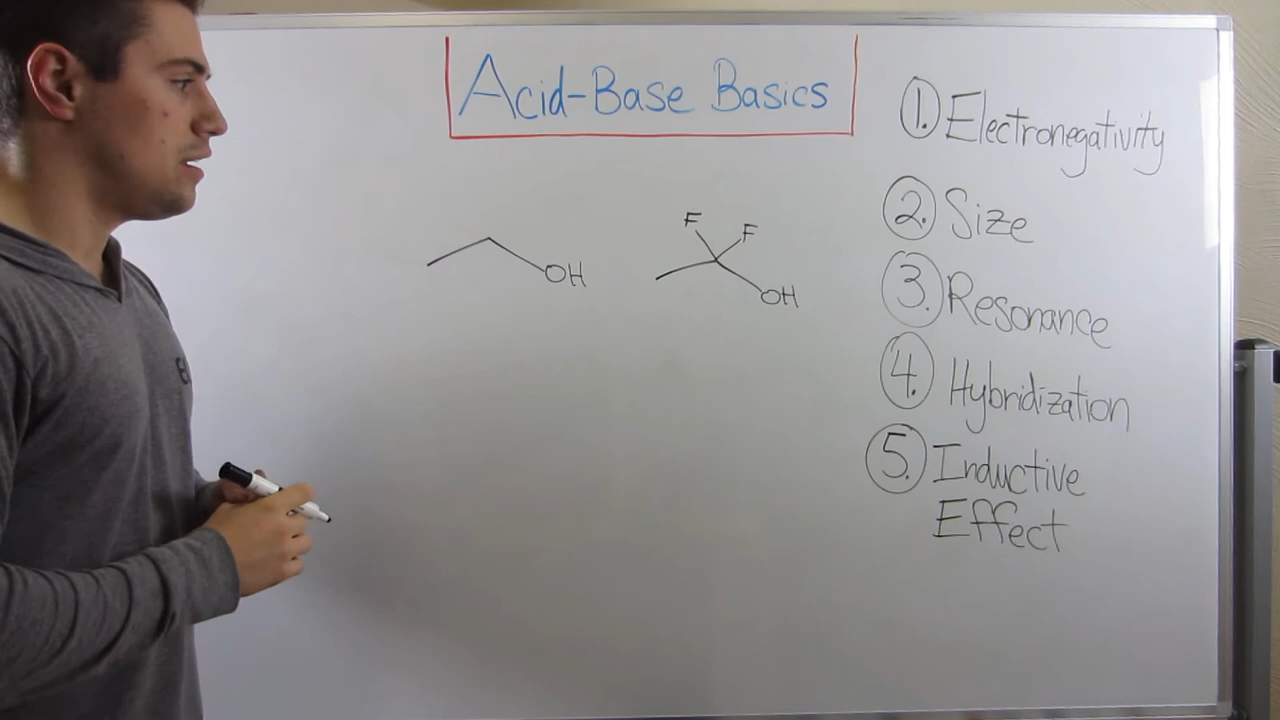 Acid-Base Basics
F
F
OH
OH
1. Electronegativity
2. Size
3. Resonance
4. Hybridization
5. Inductive
Effect